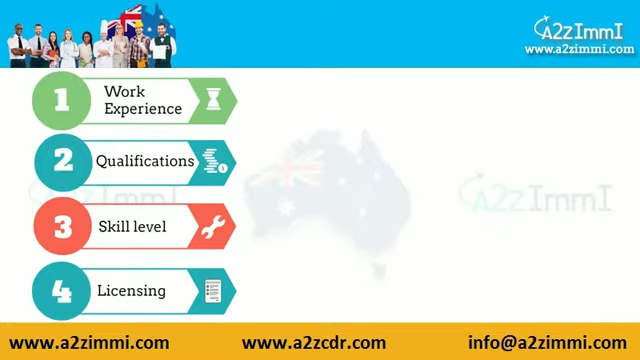 A2ZImmI
www.a2zimmi.com
1
Work
Experience
2
Qualifications
A2ZImmI
3
Skill level
4
Licensing
www.a2zimmi.com
www.a2zcdr.com
info@a2zimmi.com